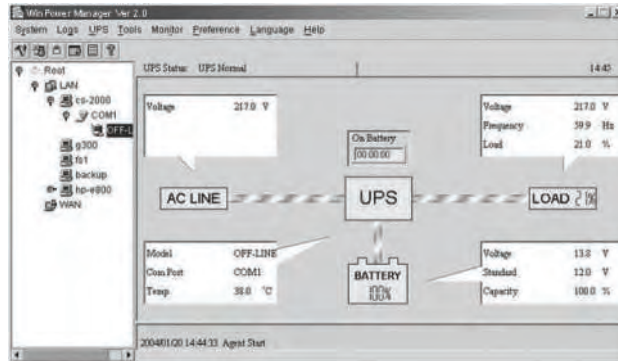 Win Power Manager Ver 2.0
System Logs UPS Tools Monitor Preference Language Help
Root
LAN
cs-2000
COM1
OFF-L
g300
fs1
backup
hp-e800
WAN
UPS Status: UPS Normal
14:45
Voltage 217.0 V
On Battery
00:00:00
Voltage 217.0 V
Frequency 59.9 Hz
Load 21.0 %
AC LINE
UPS
LOAD 21%
Model OFF-LINE
Com.Port COM1
Temp. 38.0 °C
BATTERY
100%
Voltage 13.8 V
Standard 12.0 V
Capacity 100.0 %
2004/01/20 14:44:33 Agent Start